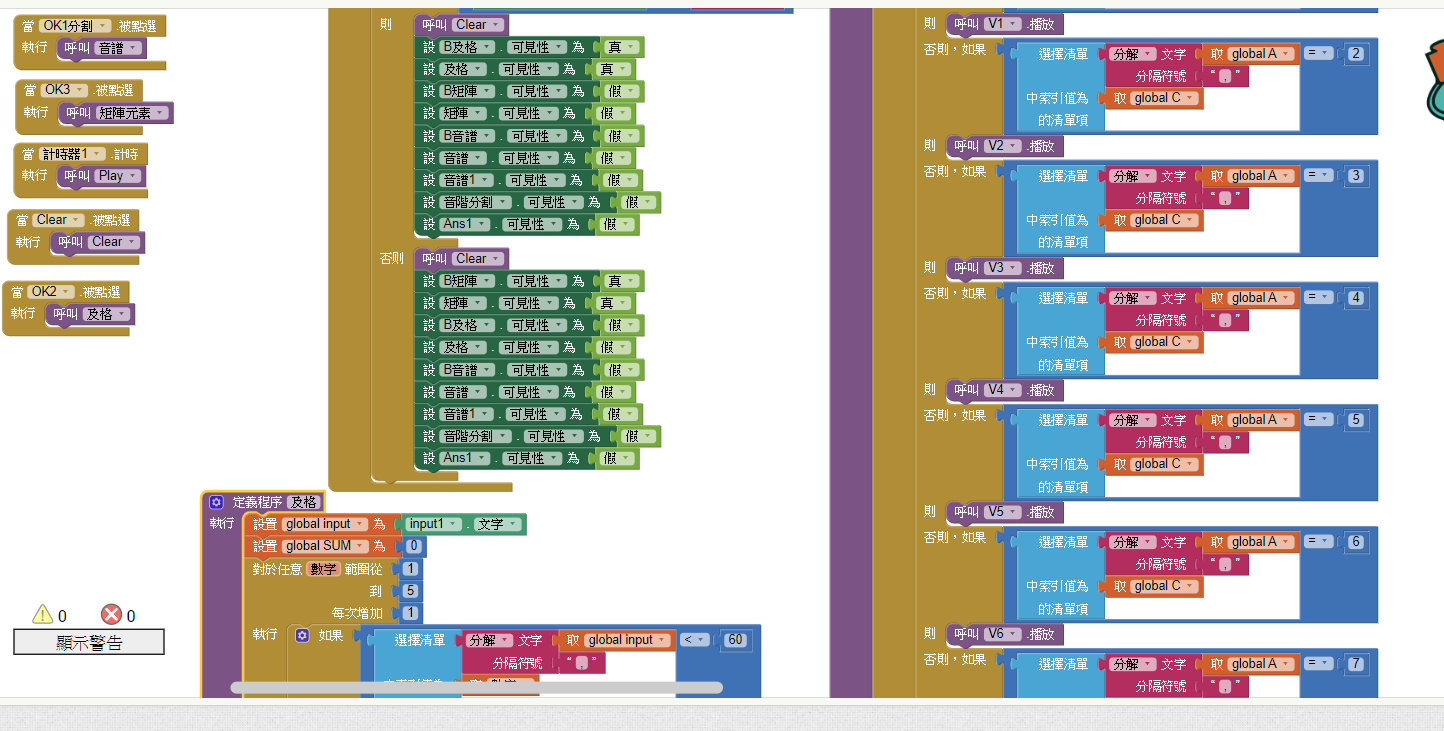 當 OK1分割 .被點選
執行 呼叫 音譜
當 OK3 .被點選
執行 呼叫 矩陣元素
當 計時器1 .計時
執行 呼叫 Play
當 Clear .被點選
執行 呼叫 Clear
當 OK2 .被點選
執行 呼叫 及格
則 呼叫 Clear
設 B及格 . 可見性 為 真
設 及格 . 可見性 為 真
設 B矩陣 . 可見性 為 假
設 矩陣 . 可見性 為 假
設 B音譜 . 可見性 為 假
設 音譜 . 可見性 為 假
設 音譜1 . 可見性 為 假
設 音階分割 . 可見性 為 假
設 Ans1 . 可見性 為 假
否則 呼叫 Clear
設 B矩陣 . 可見性 為 真
設 矩陣 . 可見性 為 真
設 B及格 . 可見性 為 假
設 及格 . 可見性 為 假
設 B音譜 . 可見性 為 假
設 音譜 . 可見性 為 假
設 音譜1 . 可見性 為 假
設 音階分割 . 可見性 為 假
設 Ans1 . 可見性 為 假
定義程序 及格
執行 設置 global input 為 input1 . 文字
設置 global SUM 為 0
對於任意 數字 範圍從 1
到 5
每次增加 1
執行 如果 選擇清單 分解 文字 取 global input < 60
分隔符號 “ , ”
中索引值為 取 數字
0 0
顯示警告
則 呼叫 V1 .播放
否則，如果 選擇清單 分解 文字 取 global A = 2
分隔符號 “ , ”
中索引值為 取 global C
的清單項
則 呼叫 V2 .播放
否則，如果 選擇清單 分解 文字 取 global A = 3
分隔符號 “ , ”
中索引值為 取 global C
的清單項
則 呼叫 V3 .播放
否則，如果 選擇清單 分解 文字 取 global A = 4
分隔符號 “ , ”
中索引值為 取 global C
的清單項
則 呼叫 V4 .播放
否則，如果 選擇清單 分解 文字 取 global A = 5
分隔符號 “ , ”
中索引值為 取 global C
的清單項
則 呼叫 V5 .播放
否則，如果 選擇清單 分解 文字 取 global A = 6
分隔符號 “ , ”
中索引值為 取 global C
的清單項
則 呼叫 V6 .播放
否則，如果 選擇清單 分解 文字 取 global A = 7
分隔符號 “ , ”